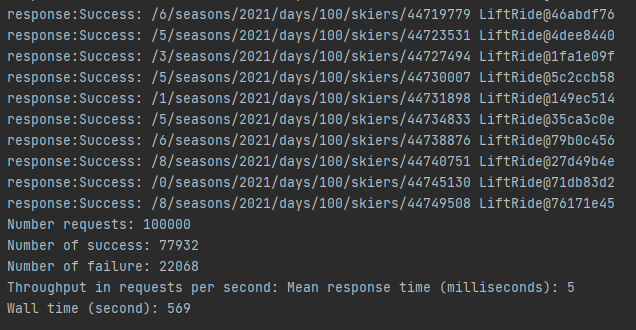 response:Success: /6/seasons/2021/days/100/skiers/44719779 LiftRide@46abdf76
response:Success: /5/seasons/2021/days/100/skiers/44723531 LiftRide@4dee8440
response:Success: /3/seasons/2021/days/100/skiers/44727494 LiftRide@1fa1e09f
response:Success: /5/seasons/2021/days/100/skiers/44730007 LiftRide@5c2ccb58
response:Success: /1/seasons/2021/days/100/skiers/44731898 LiftRide@149ec514
response:Success: /5/seasons/2021/days/100/skiers/44734833 LiftRide@35ca3c0e
response:Success: /6/seasons/2021/days/100/skiers/44738876 LiftRide@79b0c456
response:Success: /8/seasons/2021/days/100/skiers/44740751 LiftRide@27d49b4e
response:Success: /0/seasons/2021/days/100/skiers/44745130 LiftRide@71db83d2
response:Success: /8/seasons/2021/days/100/skiers/44749508 LiftRide@76171e45
Number requests: 100000
Number of success: 77932
Number of failure: 22068
Throughput in requests per second: Mean response time (milliseconds): 5
Wall time (second): 569